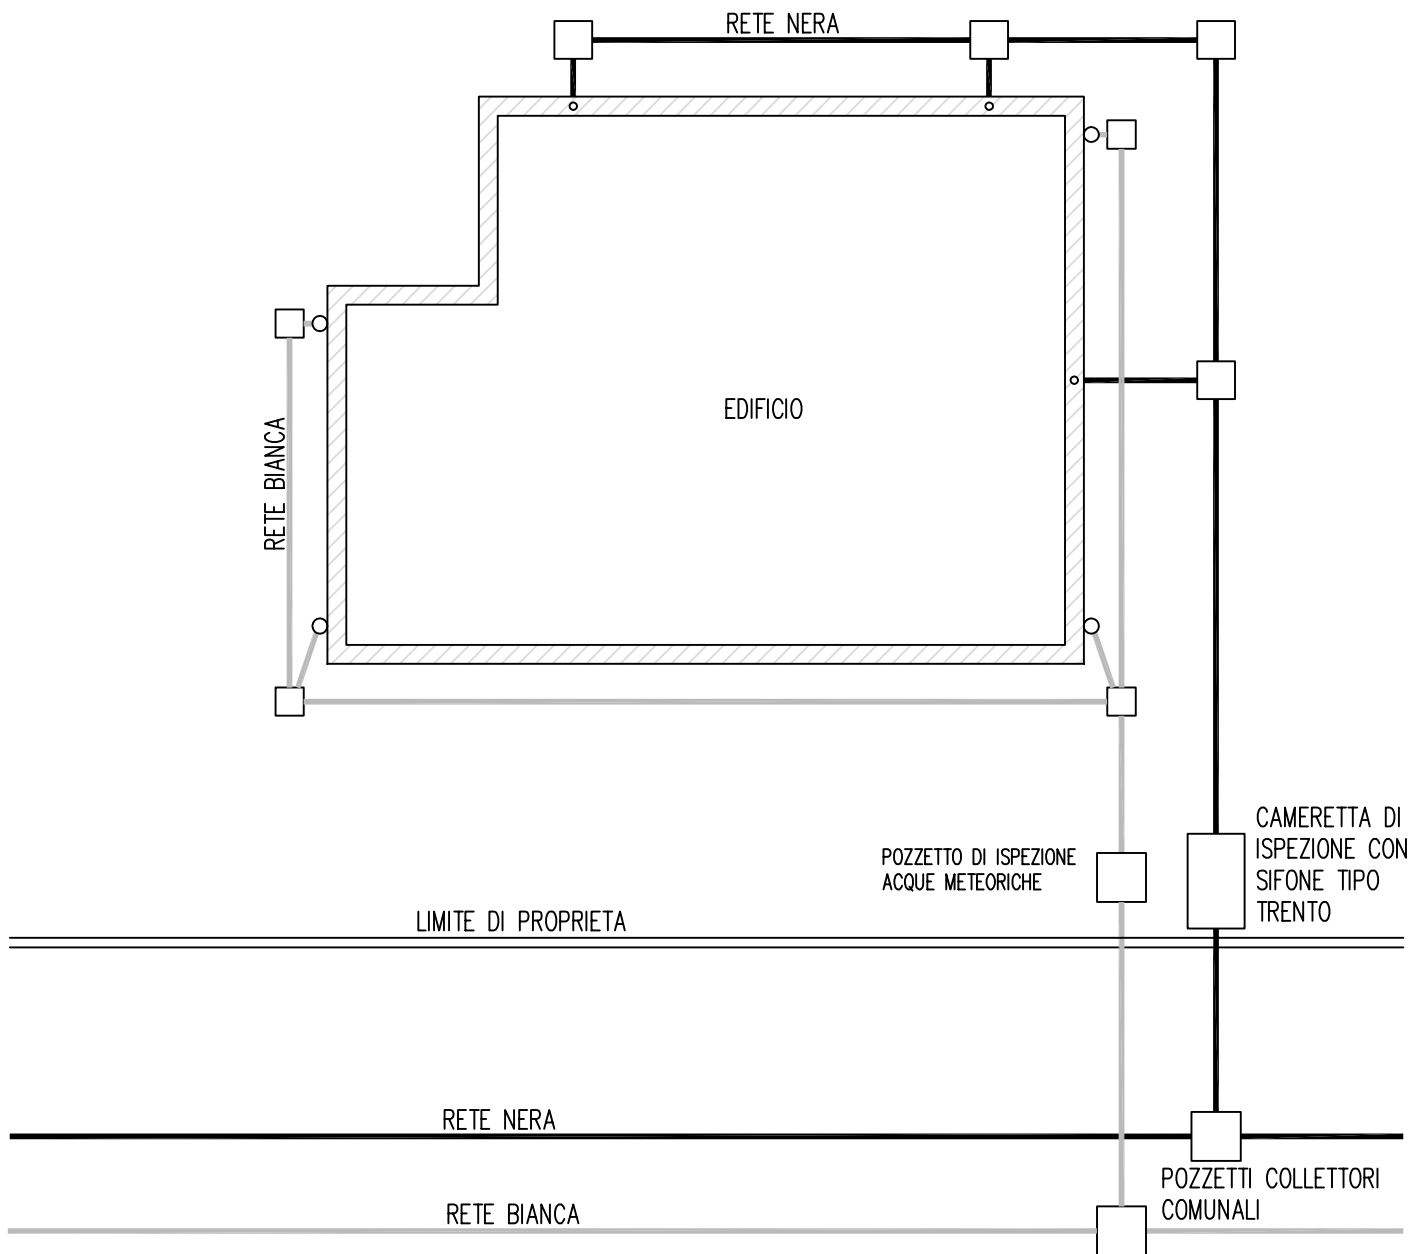 RETE NERA
EDIFICIO
RETE BIANCA
CAMERETTA DI
ISPEZIONE CON
SIFONE TIPO
TRENTO
POZZETTO DI ISPEZIONE
ACQUE METEORICHE
LIMITE DI PROPRIETA
RETE NERA
POZZETTI COLLETTORI
COMUNALI
RETE BIANCA